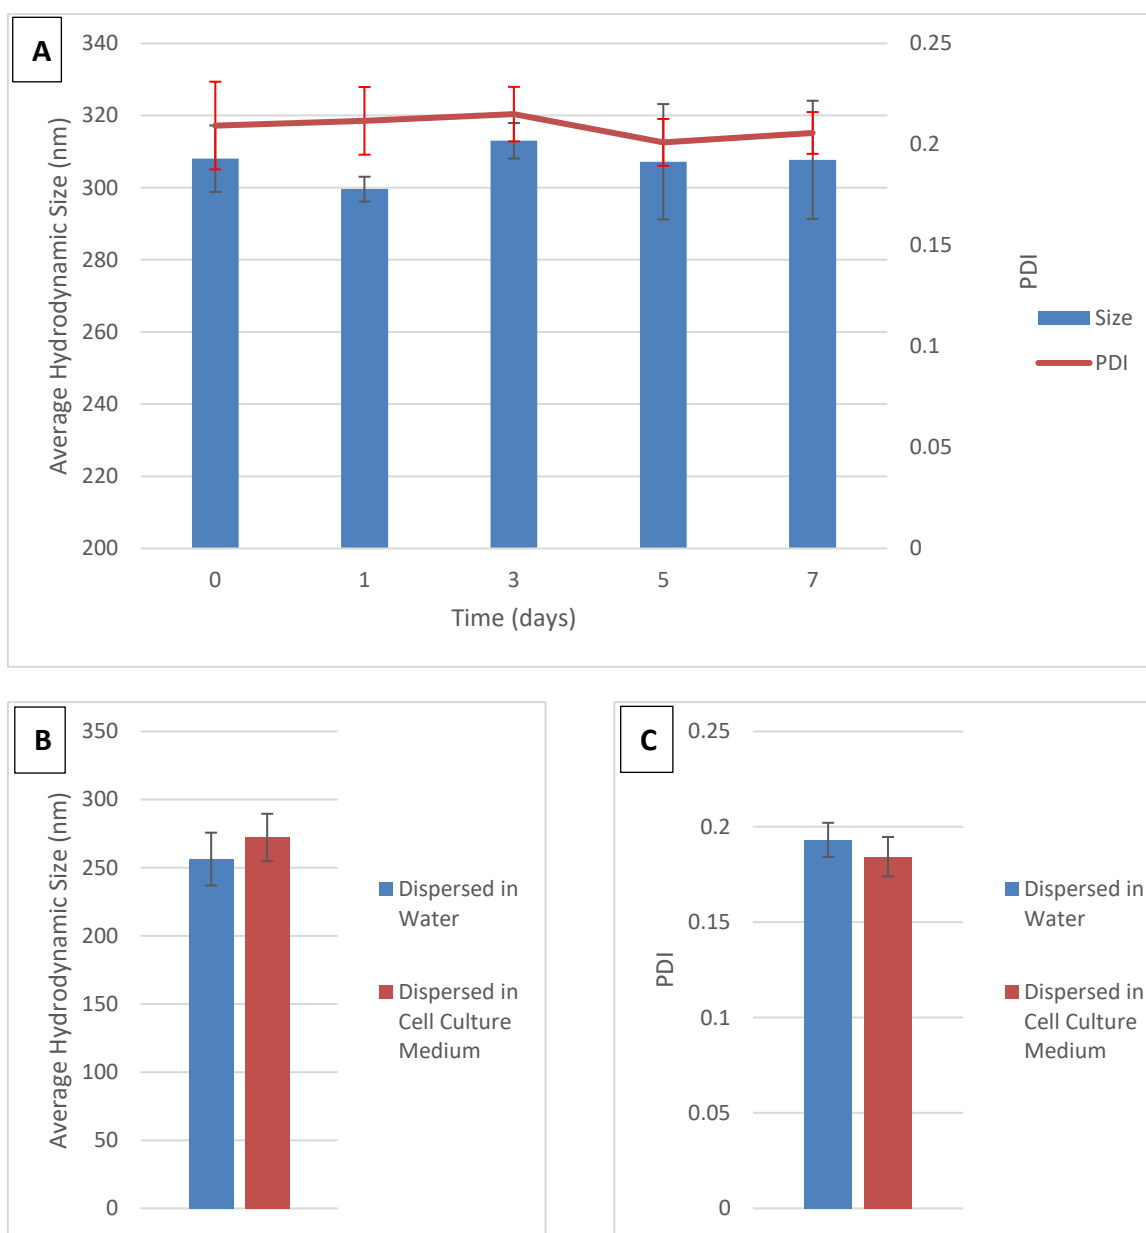 A
Average Hydrodynamic Size (nm)
340
320
300
280
260
240
220
200
0.25
0.2
0.15
0.1
0.05
0
PDI
Size
PDI
0 1 3 5 7
Time (days)
B
Average Hydrodynamic Size (nm)
350
300
250
200
150
100
50
0
Dispersed in
Water
Dispersed in
Cell Culture
Medium
C
PDI
0.25
0.2
0.15
0.1
0.05
0
Dispersed in
Water
Dispersed in
Cell Culture
Medium